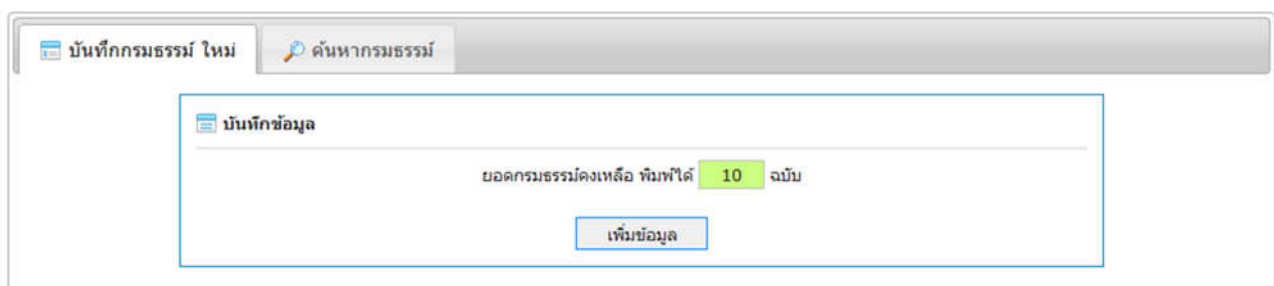 บันทึกกรมธรรม์ ใหม่ ค้นหากรมธรรม์
บันทึกข้อมูล
ยอดกรมธรรม์คงเหลือ พิมพ์ได้ 10 ฉบับ
เพิ่มข้อมูล